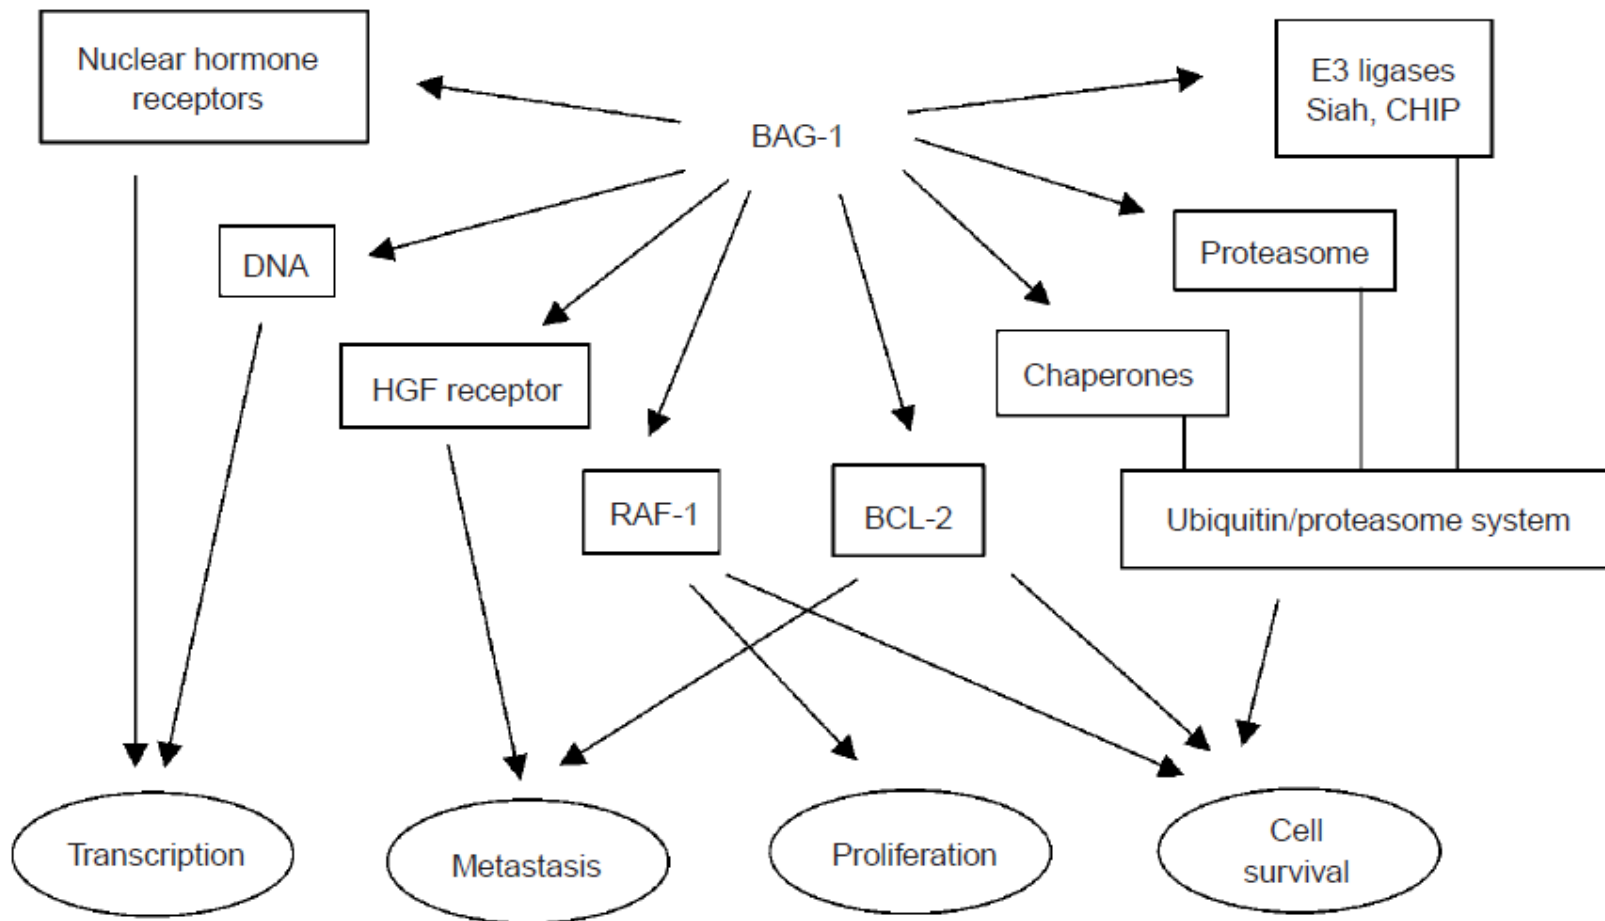 Nuclear hormone
receptors
BAG-1
E3 ligases
Siah, CHIP
DNA
Proteasome
HGF receptor
Chaperones
RAF-1
BCL-2
Ubiquitin/proteasome system
Transcription
Metastasis
Proliferation
Cell
survival